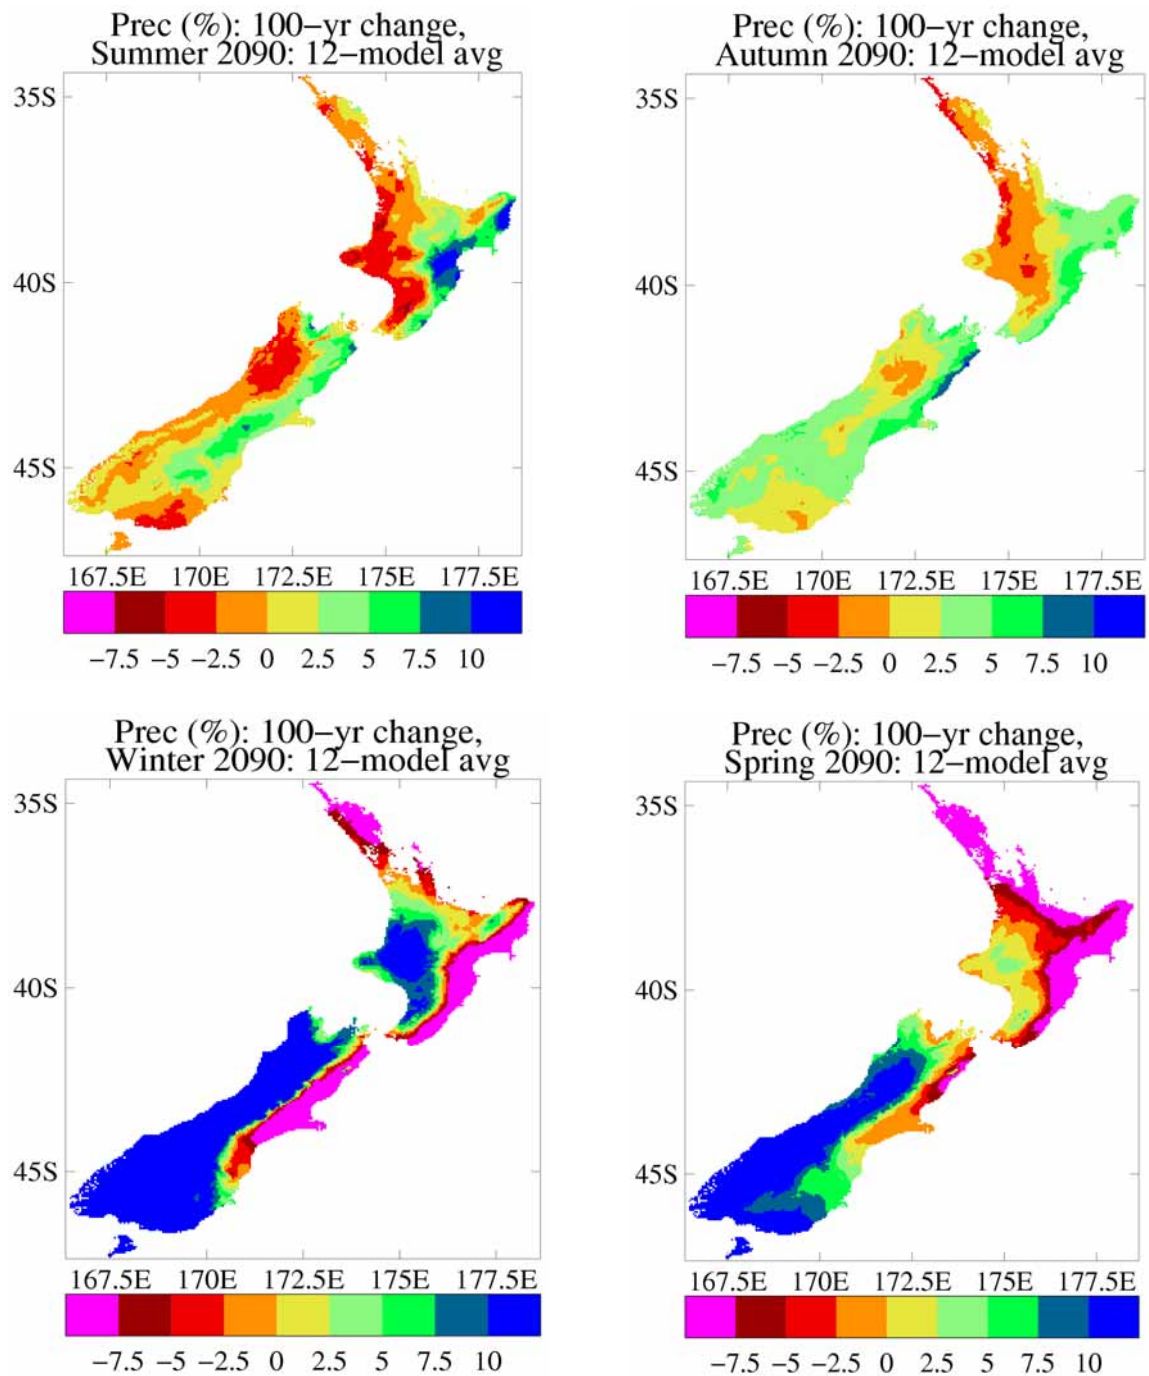 Prec (%): 100−yr change,
Summer 2090: 12−model avg
35S
40S
45S
167.5E 170E 172.5E 175E 177.5E
−7.5 −5 −2.5 0 2.5 5 7.5 10
Prec (%): 100−yr change,
Autumn 2090: 12−model avg
35S
40S
45S
167.5E 170E 172.5E 175E 177.5E
−7.5 −5 −2.5 0 2.5 5 7.5 10
Prec (%): 100−yr change,
Winter 2090: 12−model avg
35S
40S
45S
167.5E 170E 172.5E 175E 177.5E
−7.5 −5 −2.5 0 2.5 5 7.5 10
Prec (%): 100−yr change,
Spring 2090: 12−model avg
35S
40S
45S
167.5E 170E 172.5E 175E 177.5E
−7.5 −5 −2.5 0 2.5 5 7.5 10